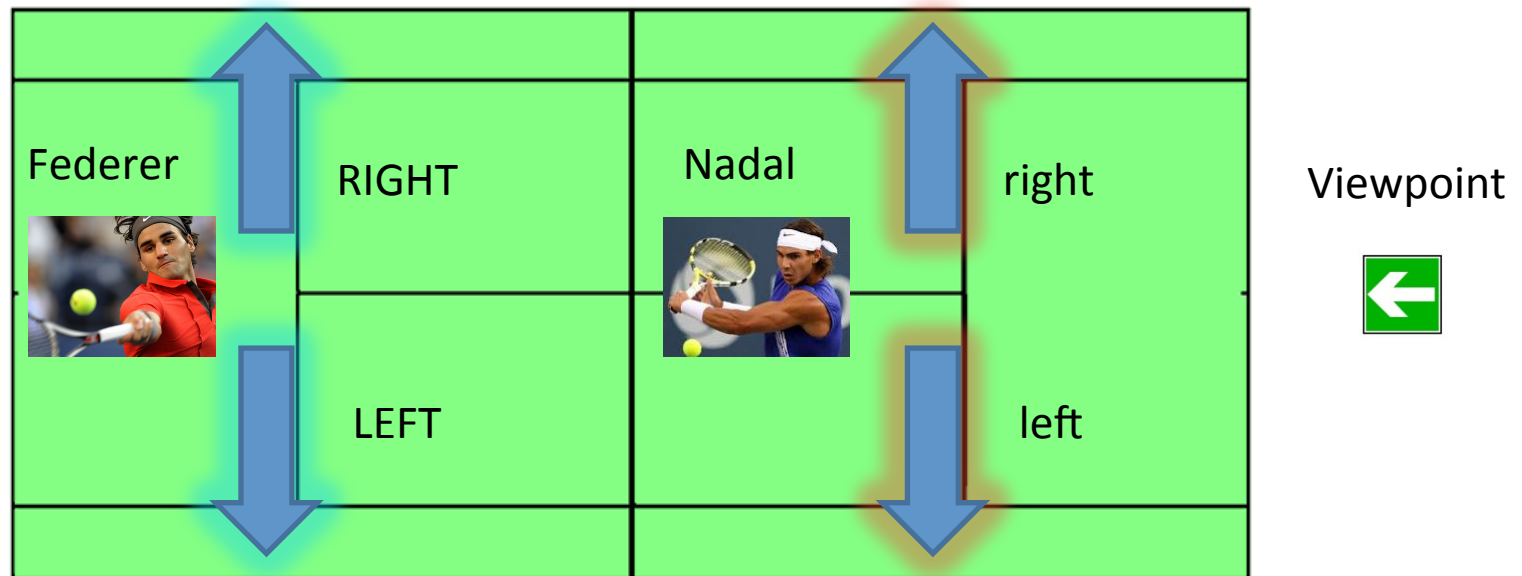 Federer
RIGHT
LEFT
Nadal
right
left
Viewpoint